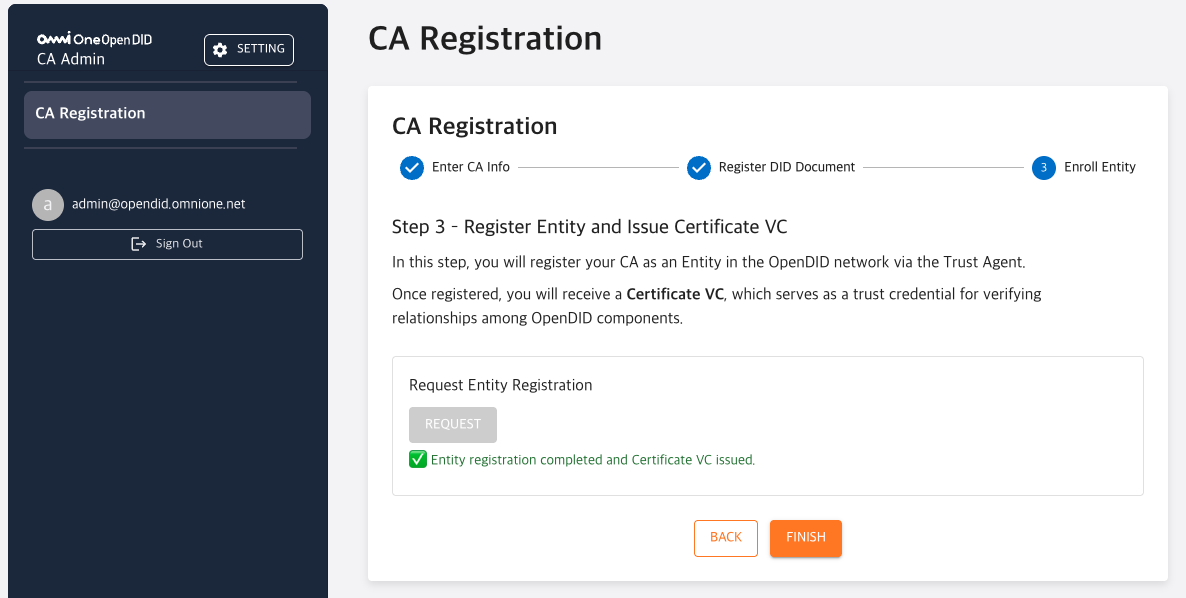 Omni One Open DID
CA Admin
SETTING
CA Registration
a
admin@opendid.omnione.net
Sign Out
CA Registration
CA Registration
Enter CA Info
Register DID Document
3
Enroll Entity
Step 3 - Register Entity and Issue Certificate VC
In this step, you will register your CA as an Entity in the OpenDID network via the Trust Agent.
Once registered, you will receive a Certificate VC, which serves as a trust credential for verifying
relationships among OpenDID components.
Request Entity Registration
REQUEST
Entity registration completed and Certificate VC issued.
BACK
FINISH